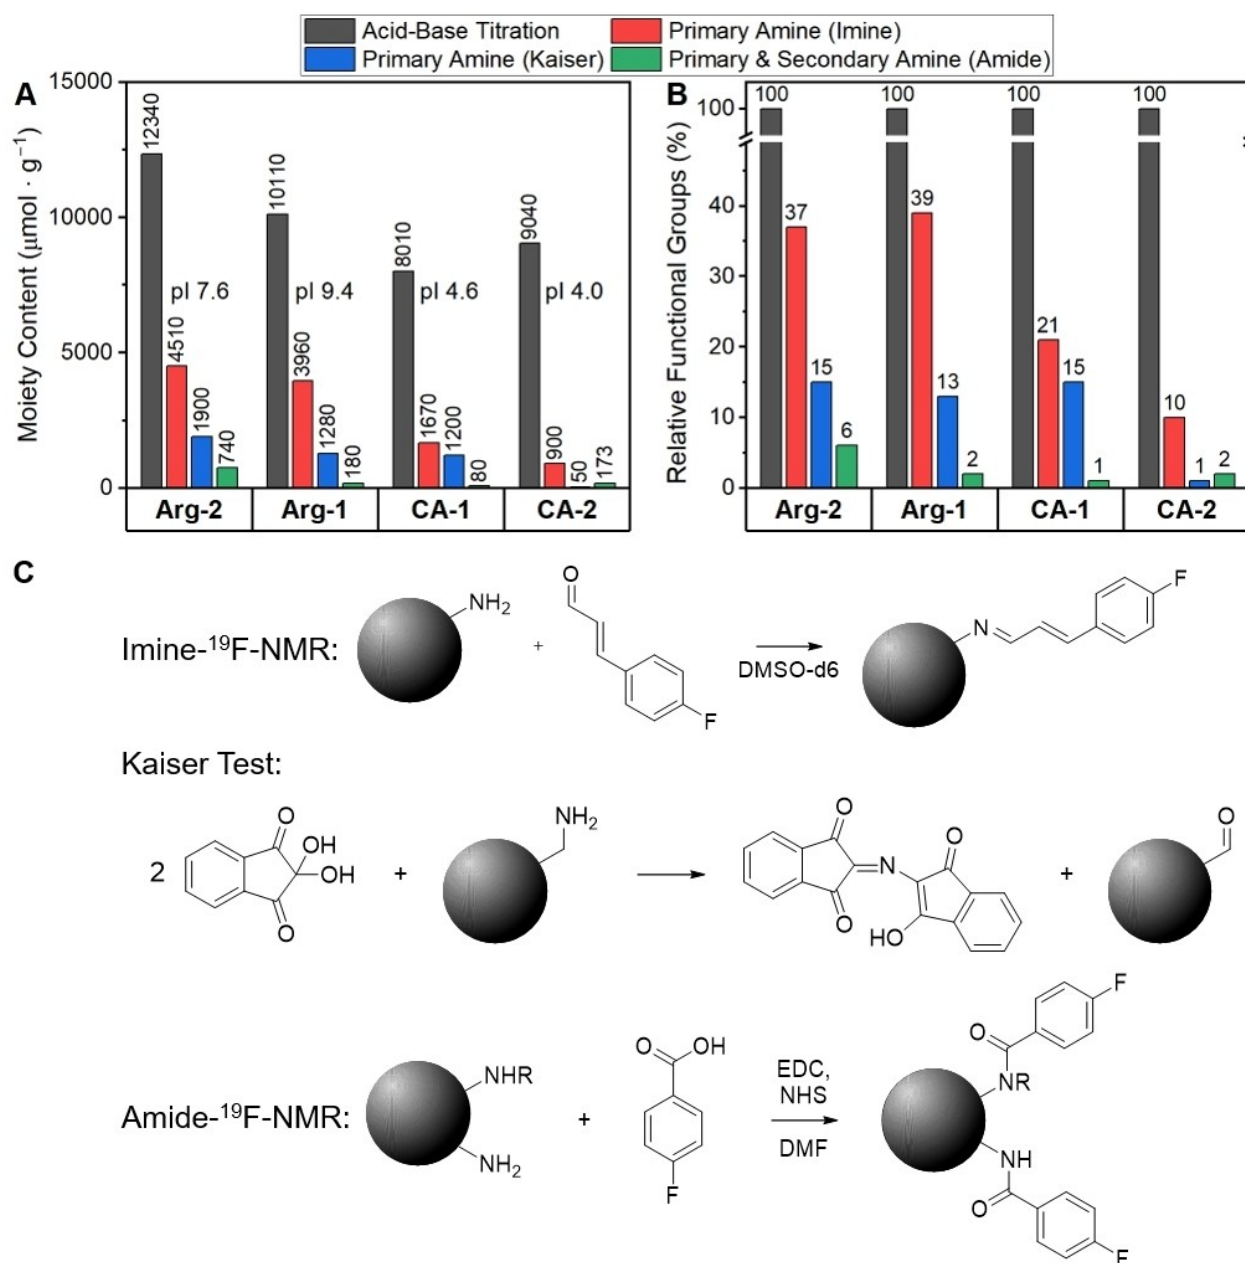 Acid-Base Titration
Primary Amine (Imine)
Primary Amine (Kaiser)
Primary & Secondary Amine (Amide)
A
Moiety Content (μmol · g⁻¹)
15000
10000
5000
0
12340
4510
1900
740
pI 7.6
10110
3960
1280
180
pI 9.4
8010
1670
1200
80
pI 4.6
9040
900
50
173
pI 4.0
Arg-2
Arg-1
CA-1
CA-2
B
Relative Functional Groups (%)
100
40
30
20
10
0
100
37
15
6
100
39
13
2
100
21
15
1
100
10
1
2
Arg-2
Arg-1
CA-1
CA-2
C
Imine-¹⁹F-NMR:
NH₂
+
O
F
DMSO-d6
N
F
Kaiser Test:
2
O
OH
OH
O
+
NH₂
O
O
N
O
HO
+
O
Amide-¹⁹F-NMR:
NHR
NH₂
+
O
OH
F
EDC,
NHS
DMF
O
F
NR
NH
O
F